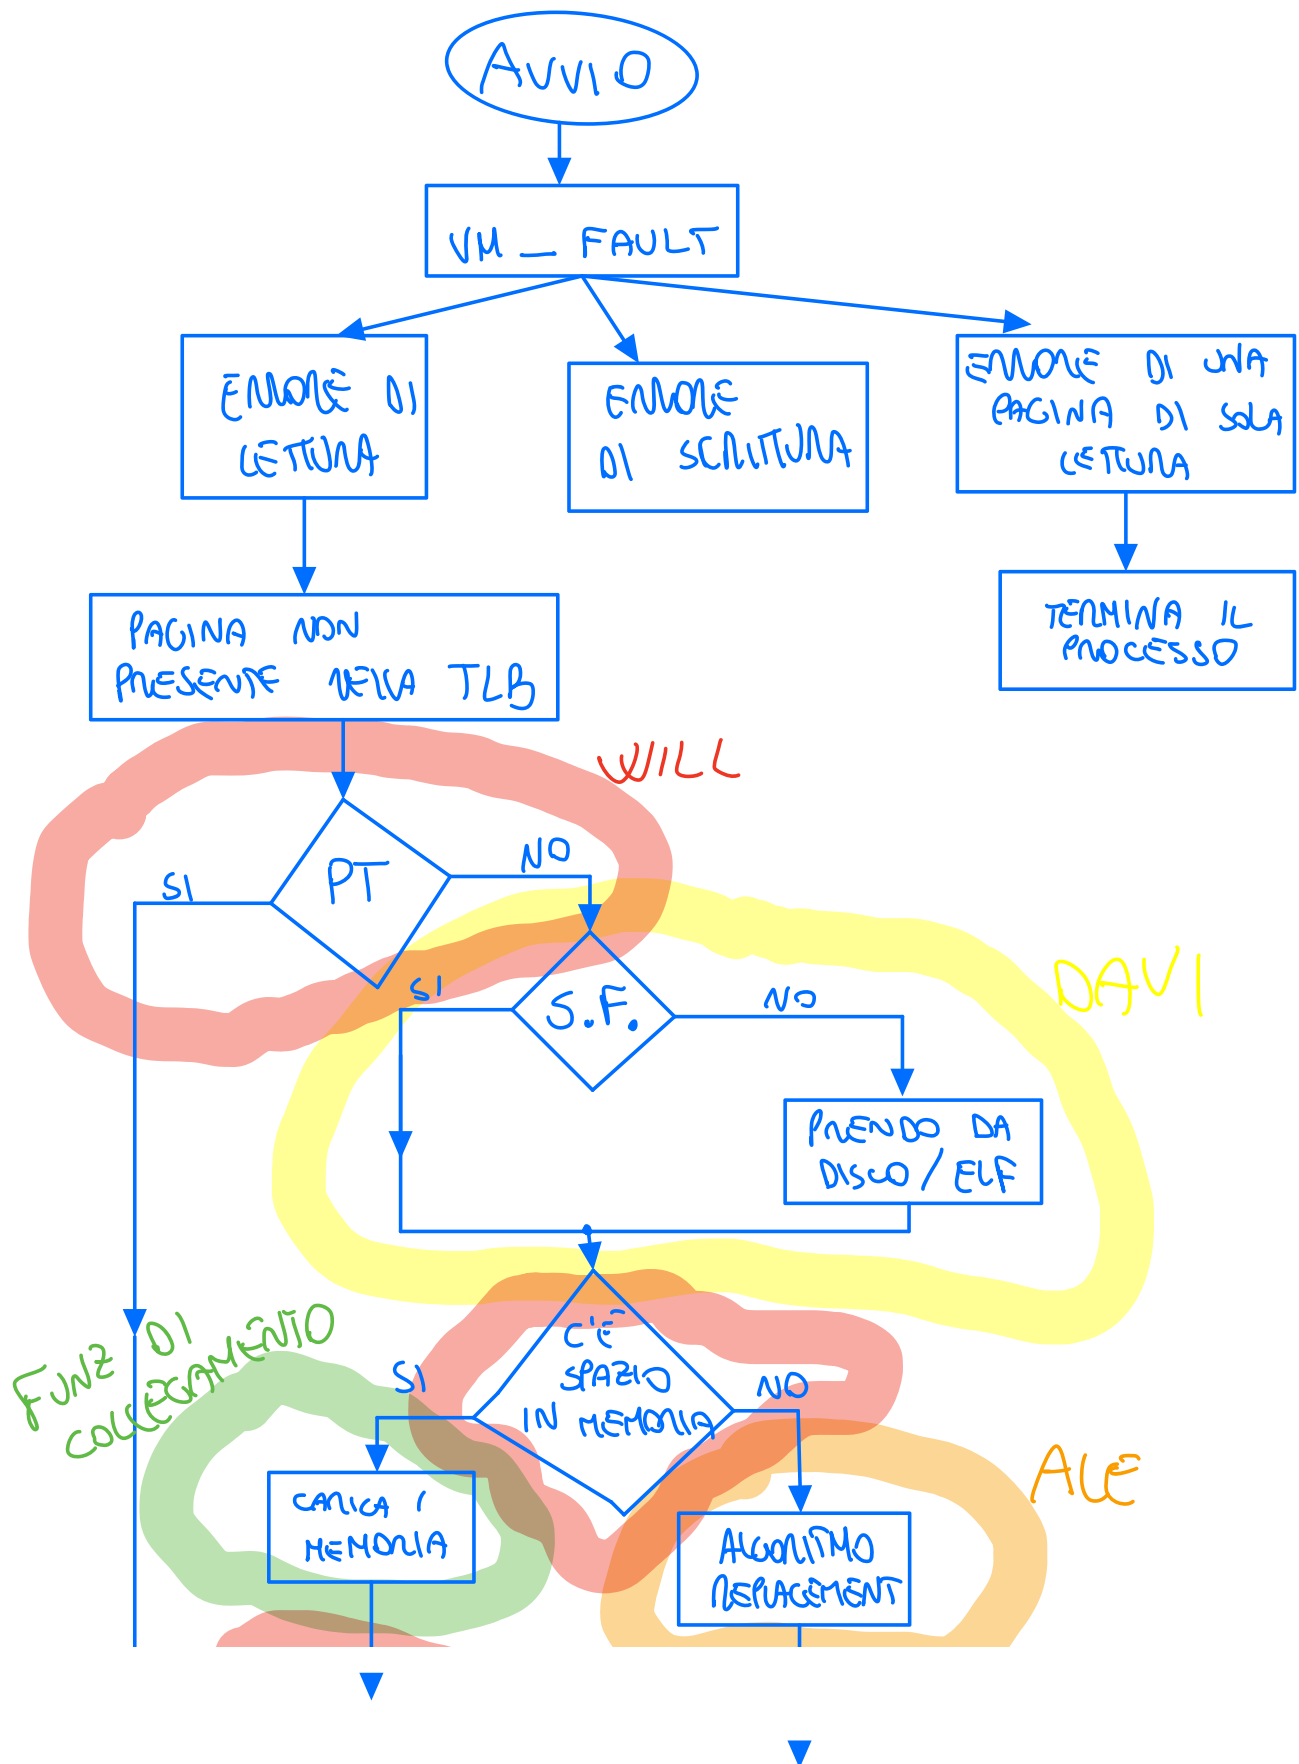 AVVIO
VM_FAULT
ERRORE DI
LETTURA
ERRORE
DI SCRITTURA
ERRORE DI UNA
PAGINA DI SOLA
LETTURA
TERMINA IL
PROCESSO
PAGINA NON
PRESENTE NELLA TLB
WILL
PT
SI
NO
DAVI
S.F.
SI
NO
PRENDO DA
DISCO/ELF
FUNZ DI
COLLEGAMENTO
C'È
SPAZIO
IN MEMORIA
SI
NO
ALE
CARICA I
MEMORIA
ALGORITMO
REPLACEMENT